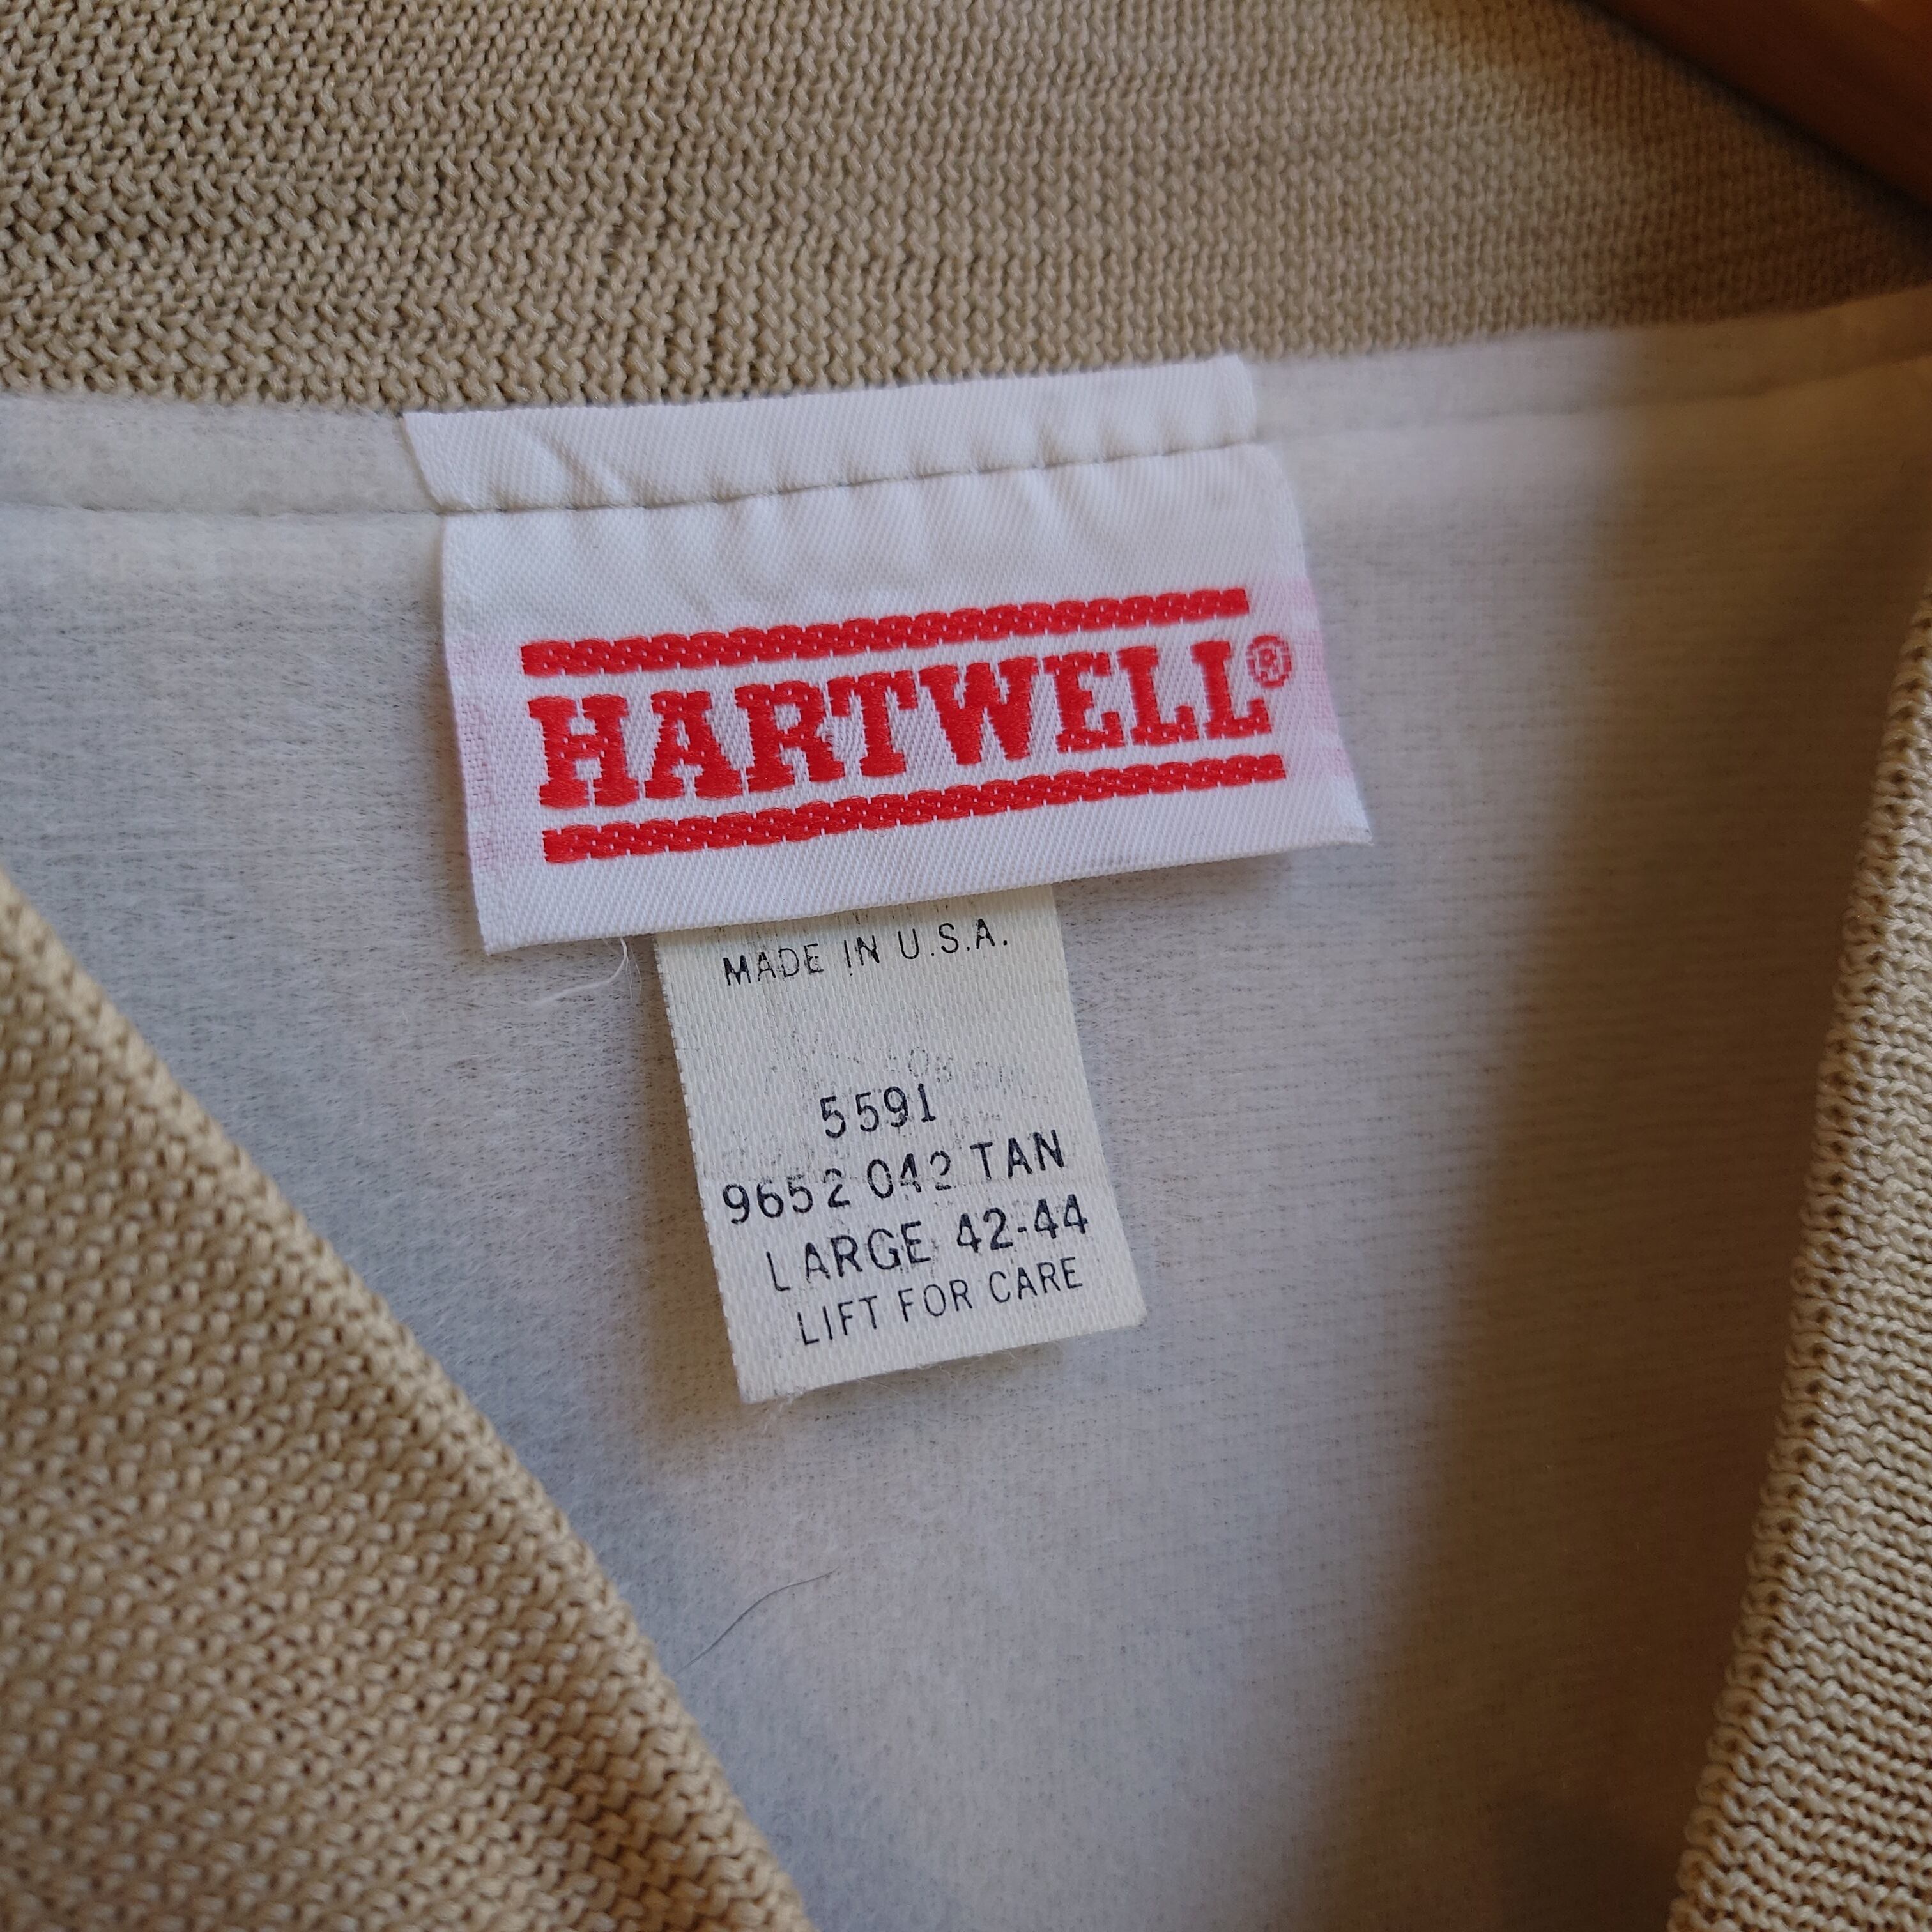 HARTWELL®
MADE IN U.S.A.
5591
9652 042 TAN
LARGE 42-44
LIFT FOR CARE